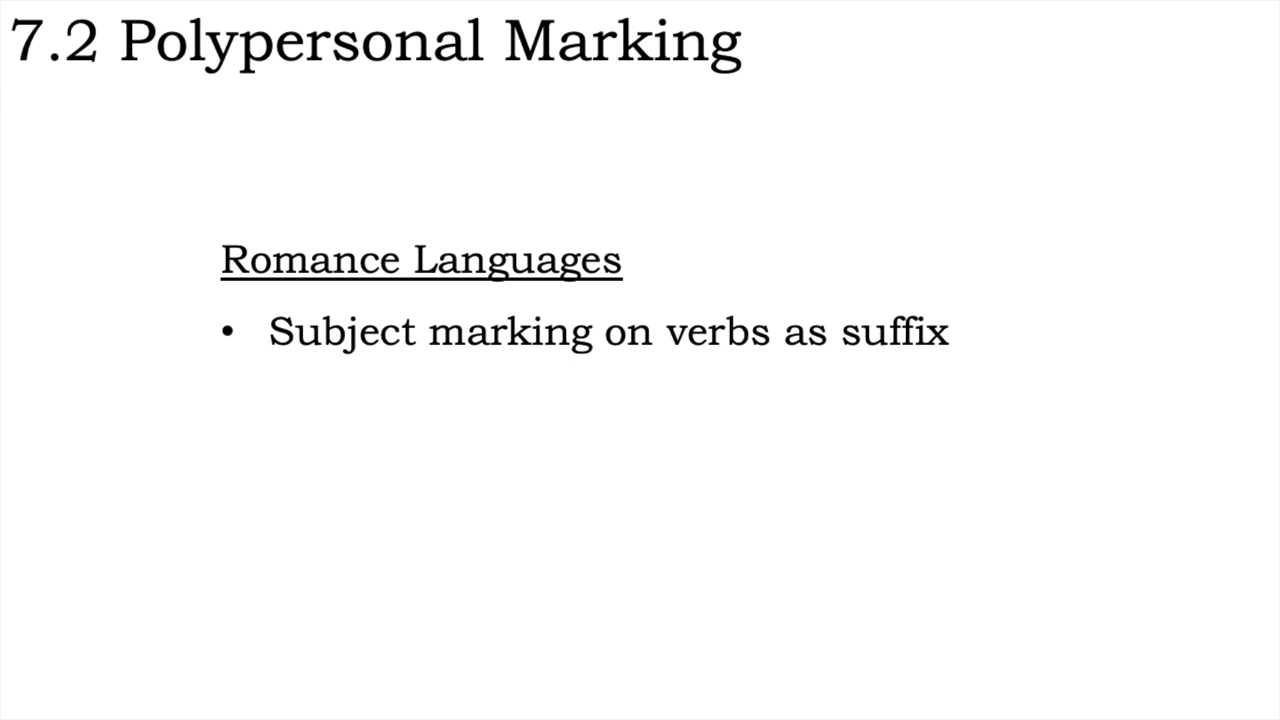 7.2 Polypersonal Marking
Romance Languages
• Subject marking on verbs as suffix